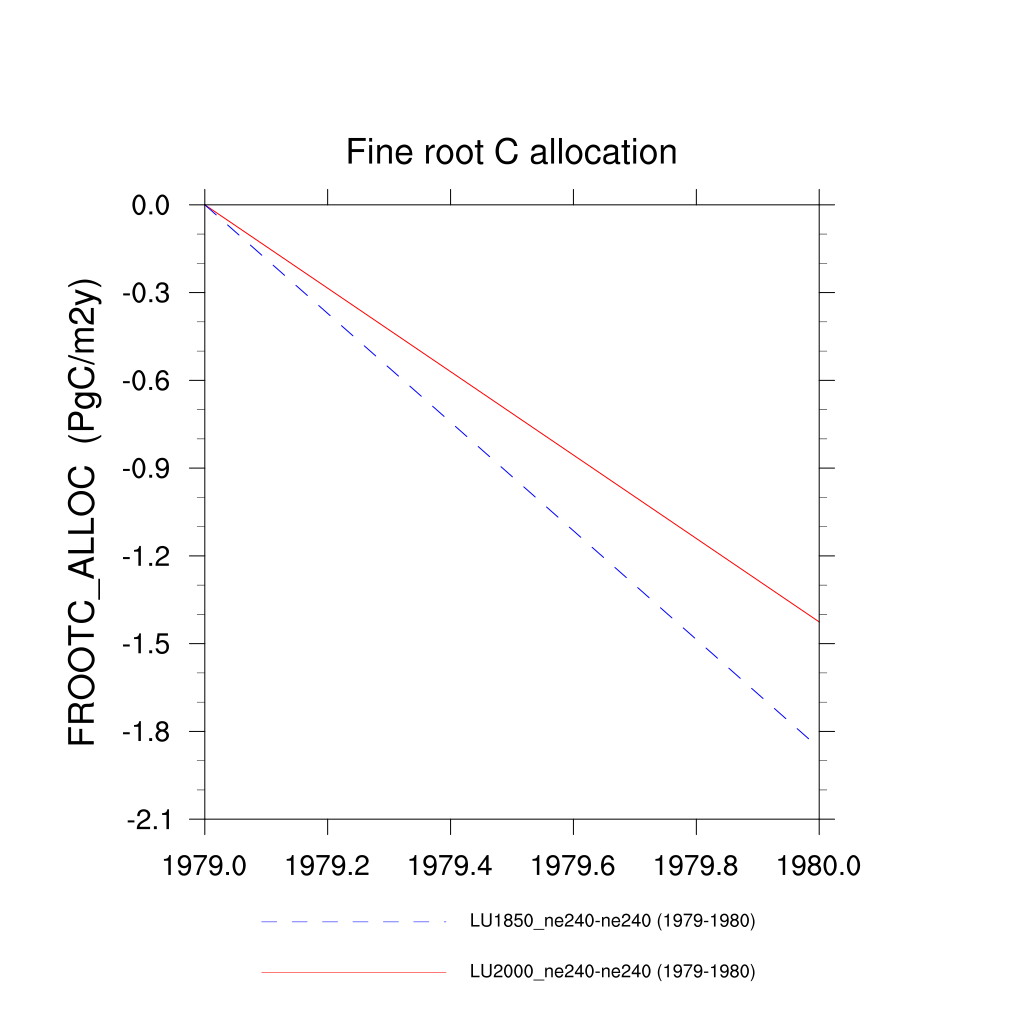 Fine root C allocation
FROOTC_ALLOC (PgC/m2y)
0.0
-0.3
-0.6
-0.9
-1.2
-1.5
-1.8
-2.1
1979.0 1979.2 1979.4 1979.6 1979.8 1980.0
LU1850_ne240-ne240 (1979-1980)
LU2000_ne240-ne240 (1979-1980)